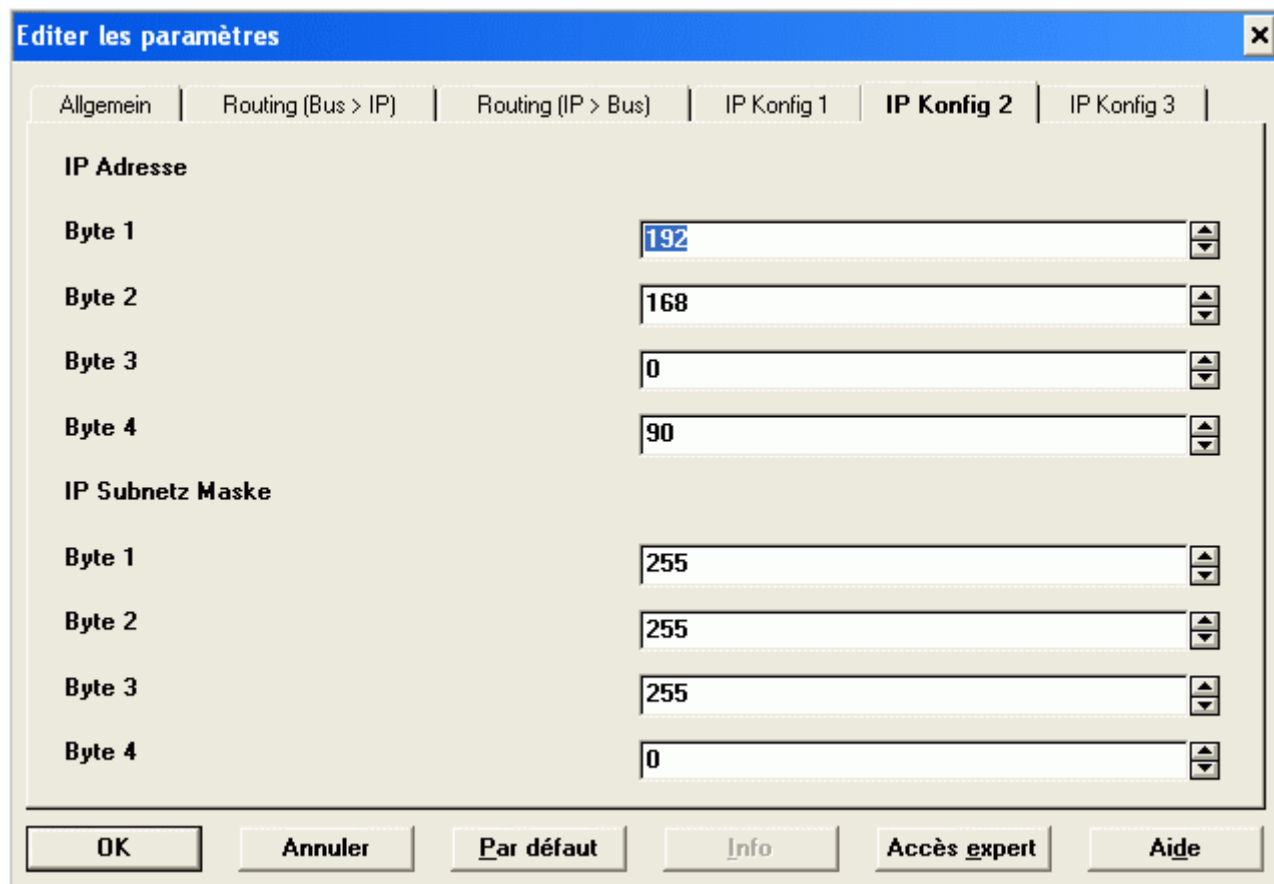 Editer les paramètres
Allgemein Routing (Bus > IP) Routing (IP > Bus) IP Konfig 1 IP Konfig 2 IP Konfig 3
IP Adresse
Byte 1 192
Byte 2 168
Byte 3 0
Byte 4 90
IP Subnetz Maske
Byte 1 255
Byte 2 255
Byte 3 255
Byte 4 0
OK Annuler Par défaut Info Accès expert Aide